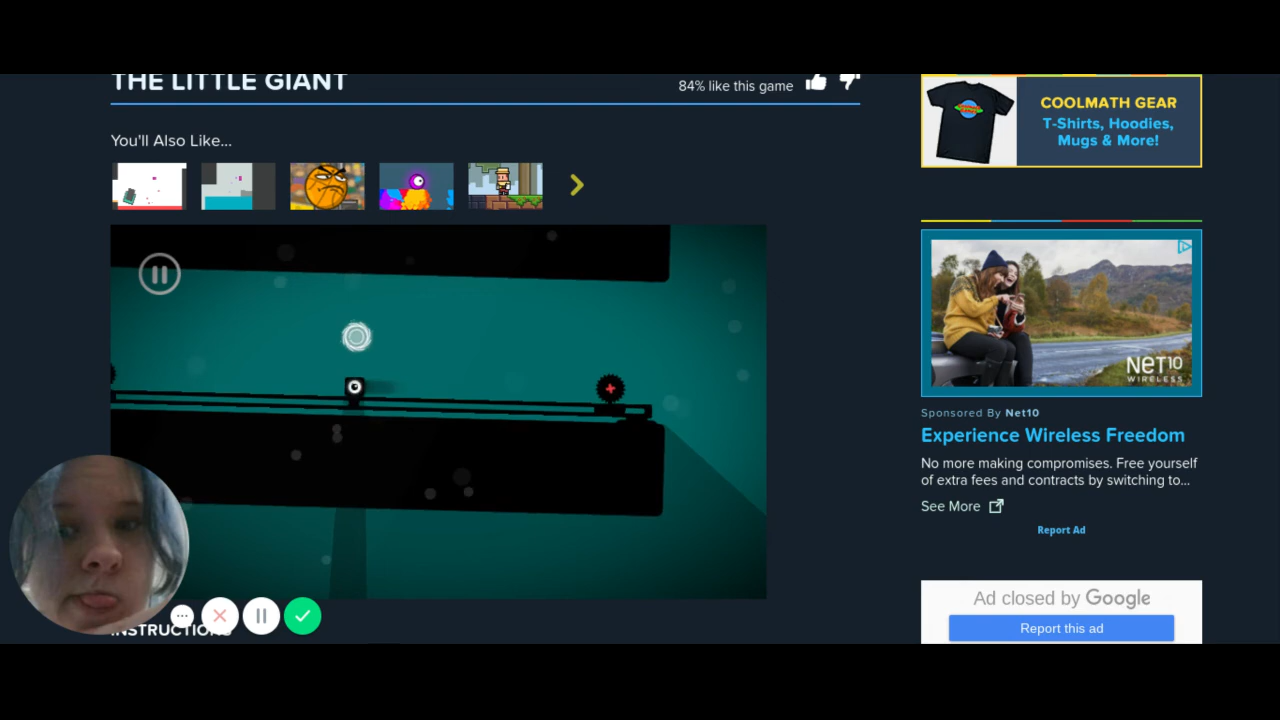 THE LITTLE GIANT
84% like this game
You'll Also Like...
COOLMATH GEAR
T-Shirts, Hoodies,
Mugs & More!
NET10
WIRELESS
Sponsored By Net10
Experience Wireless Freedom
No more making compromises. Free yourself
of extra fees and contracts by switching to...
See More
Report Ad
Ad closed by Google
Report this ad
INSTRUCTIONS